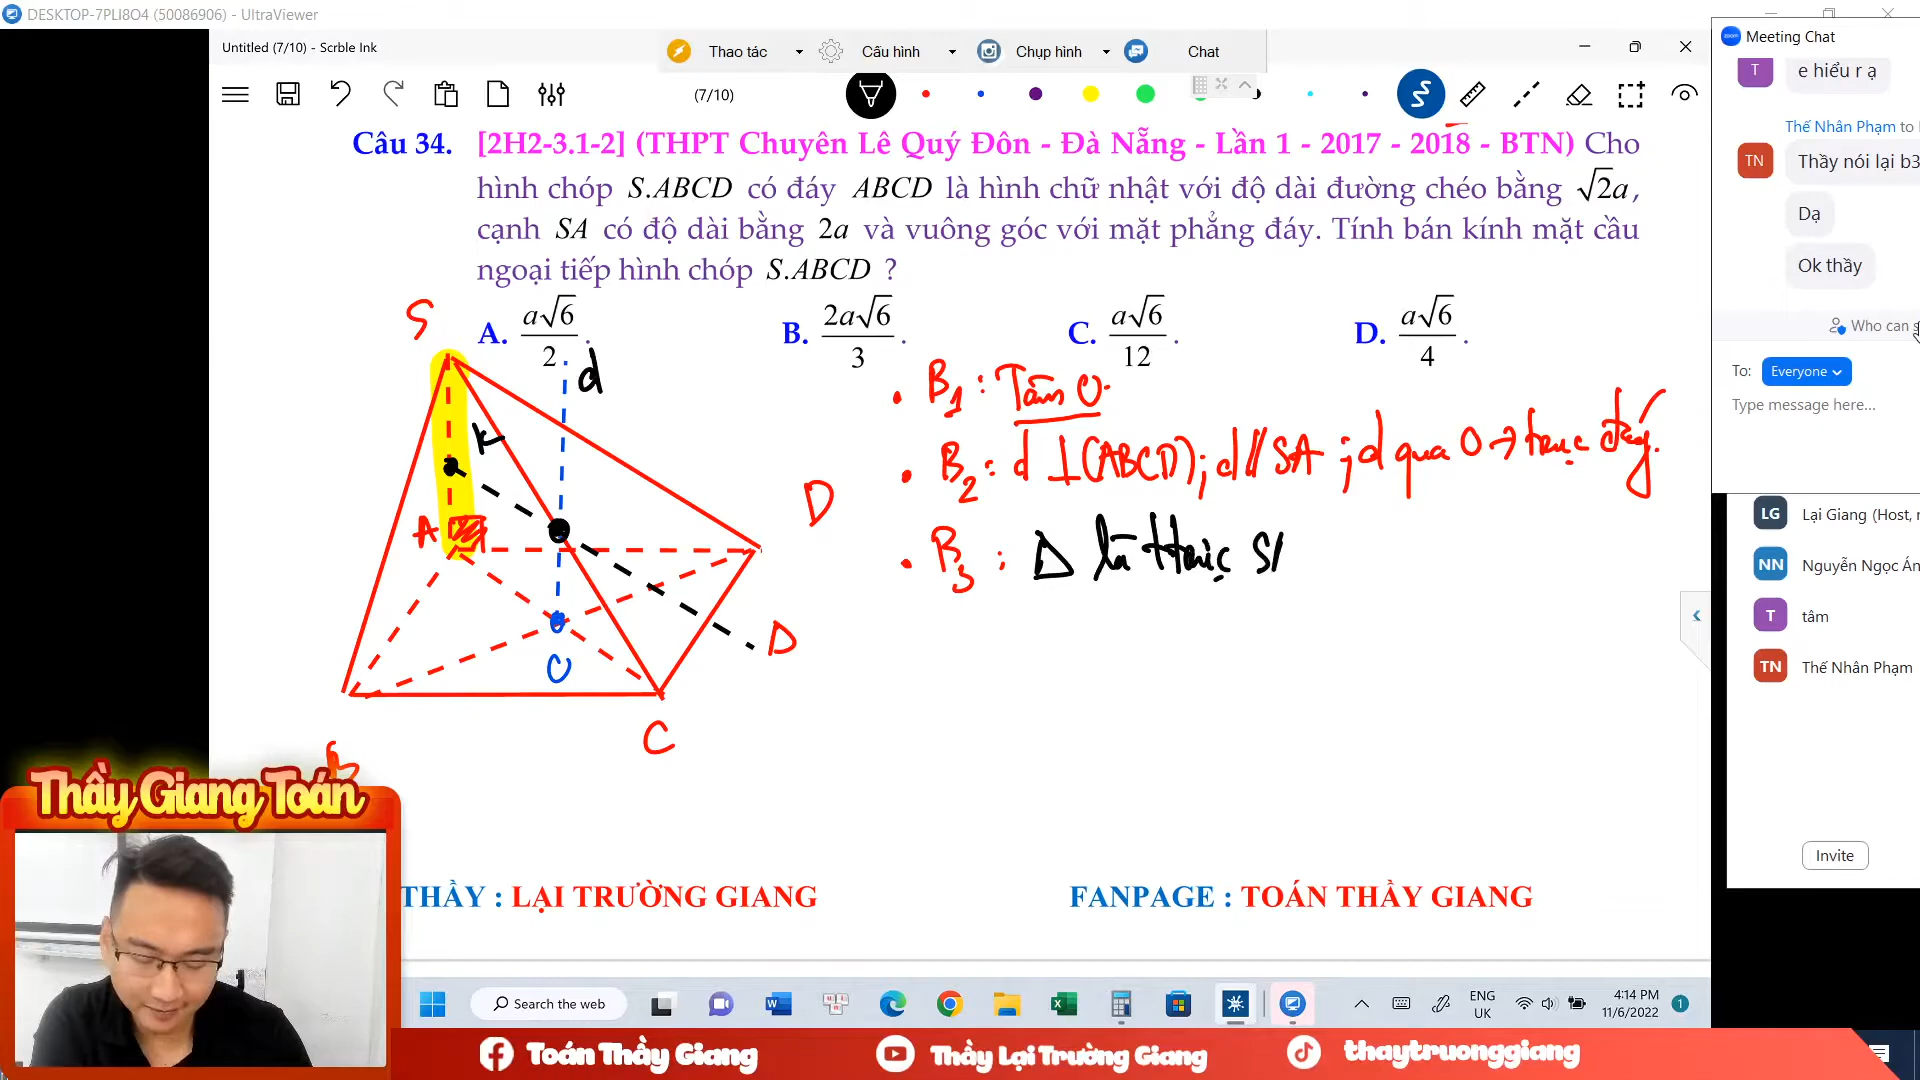 DESKTOP-7PLI8O4 (50086906) - UltraViewer
Untitled (7/10) - Scrble Ink
Thao tác
Cấu hình
Chụp hình
Chat
(7/10)
Câu 34. [2H2-3.1-2] (THPT Chuyên Lê Quý Đôn - Đà Nẵng - Lần 1 - 2017 - 2018 - BTN) Cho
hình chóp S.ABCD có đáy ABCD là hình chữ nhật với độ dài đường chéo bằng √2a,
cạnh SA có độ dài bằng 2a và vuông góc với mặt phẳng đáy. Tính bán kính mặt cầu
ngoại tiếp hình chóp S.ABCD ?
A. a√6/2. B. 2a√6/3. C. a√6/12. D. a√6/4.
S
d
K
A
D
O
Δ
C
B
• B1: Tâm O.
• B2: d ⊥ (ABCD); d // SA; d qua O → trục đáy.
• B3: Δ là t
THẦY : LẠI TRƯỜNG GIANG
FANPAGE : TOÁN THẦY GIANG
Thầy Giang Toán
Meeting Chat
T
e hiểu r ạ
Thế Nhân Phạm to
TN
Thầy nói lại b3
Dạ
Ok thầy
Who can
To: Everyone
Type message here...
LG Lại Giang (Host,
NN Nguyễn Ngọc Án
T tâm
TN Thế Nhân Phạm
Invite
Search the web
ENG
UK
4:14 PM
11/6/2022
1
Toán Thầy Giang
Thầy Lại Trường Giang
thaytruonggiang